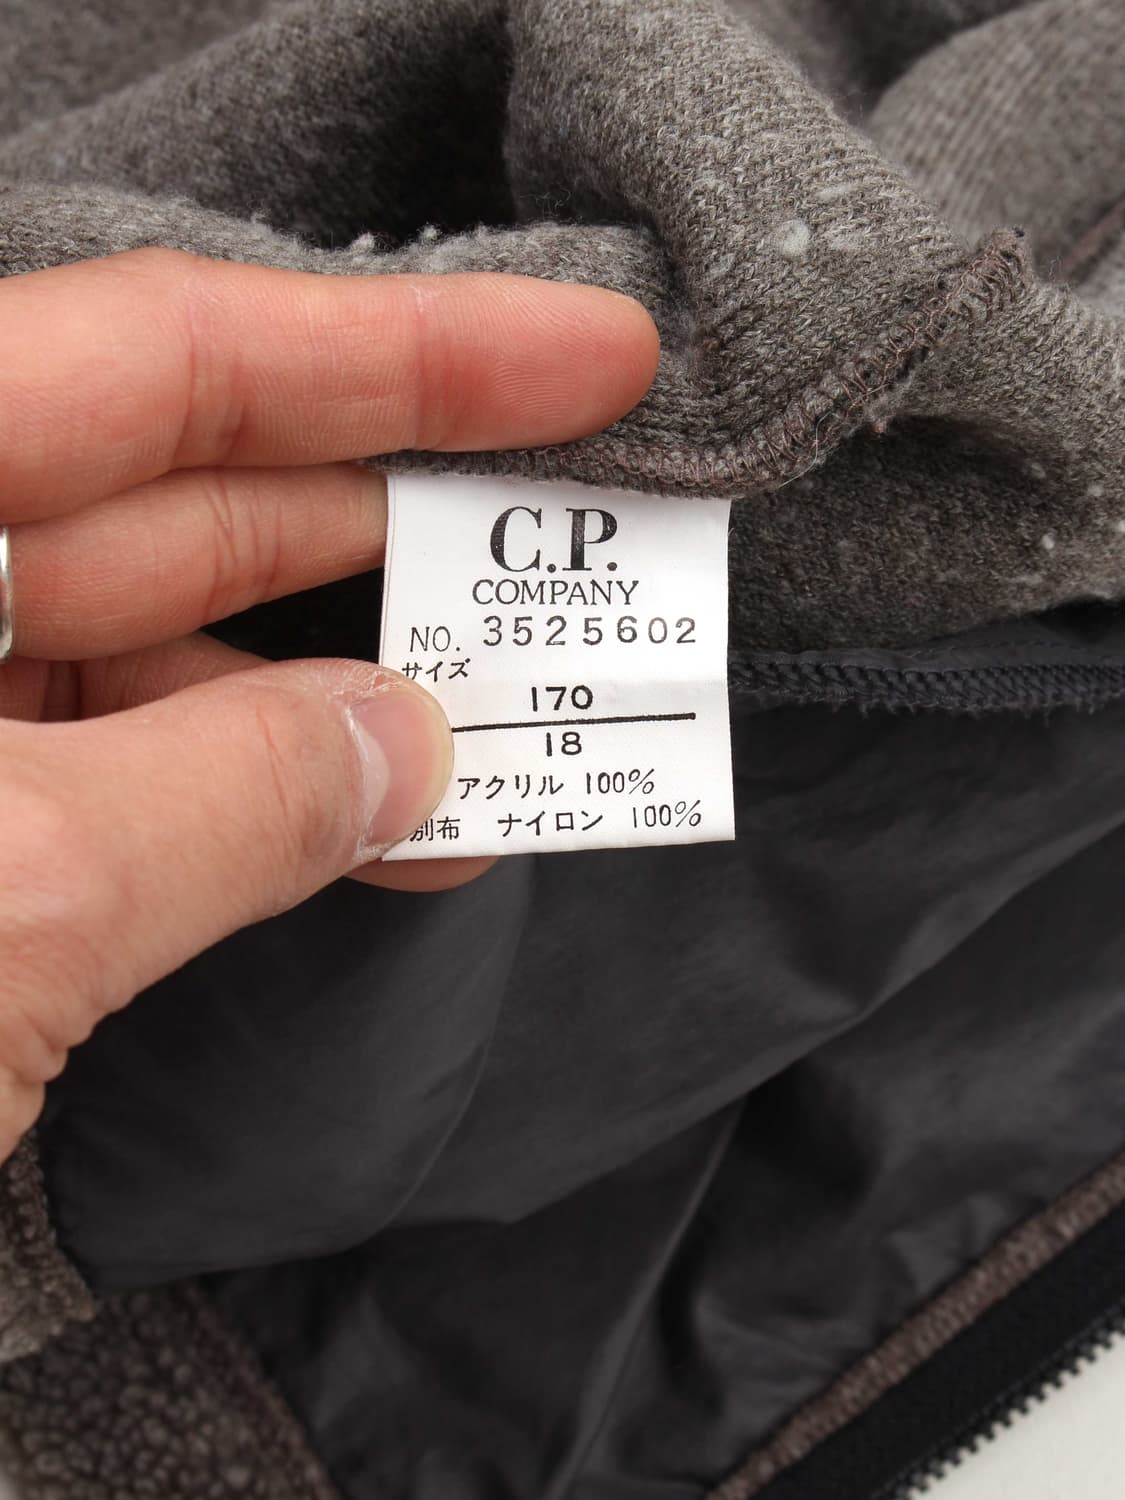 C.P.
COMPANY
NO. 3525602
サイズ
170
18
アクリル 100%
別布 ナイロン 100%